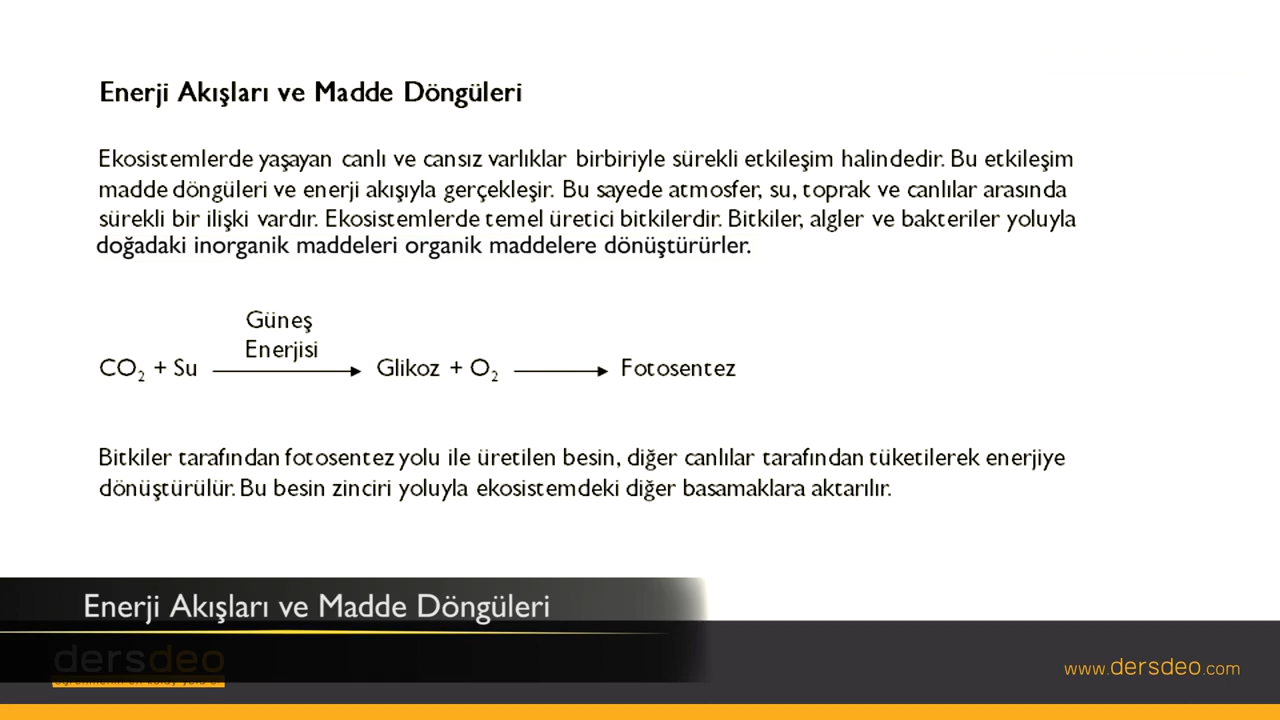 Enerji Akışları ve Madde Döngüleri
Ekosistemlerde yaşayan canlı ve cansız varlıklar birbiriyle sürekli etkileşim halindedir. Bu etkileşim
madde döngüleri ve enerji akışıyla gerçekleşir. Bu sayede atmosfer, su, toprak ve canlılar arasında
sürekli bir ilişki vardır. Ekosistemlerde temel üretici bitkilerdir. Bitkiler, algler ve bakteriler yoluyla
doğadaki inorganik maddeleri organik maddelere dönüştürürler.
Güneş
Enerjisi
CO₂ + Su
Glikoz + O₂
Fotosentez
Bitkiler tarafından fotosentez yolu ile üretilen besin, diğer canlılar tarafından tüketilerek enerjiye
dönüştürülür. Bu besin zinciri yoluyla ekosistemdeki diğer basamaklara aktarılır.
Enerji Akışları ve Madde Döngüleri
dersdeo
www.dersdeo.com